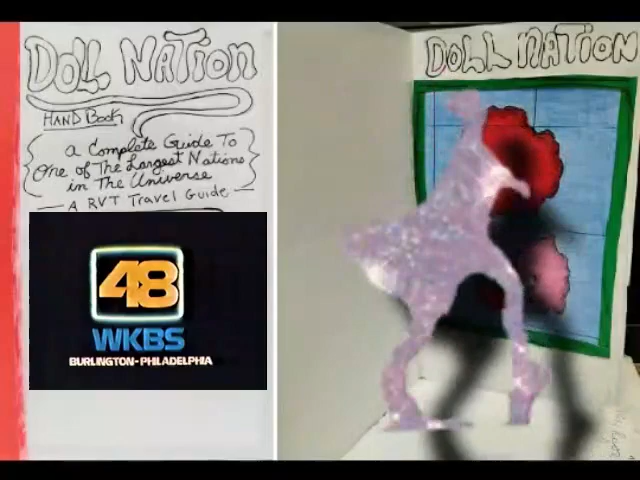 DOLL NATION
HAND Book
a Complete Guide To
One of The Largest Nations
in The Universe
A RVT Travel Guide
48
WKBS
BURLINGTON-PHILADELPHIA
DOLL NATION